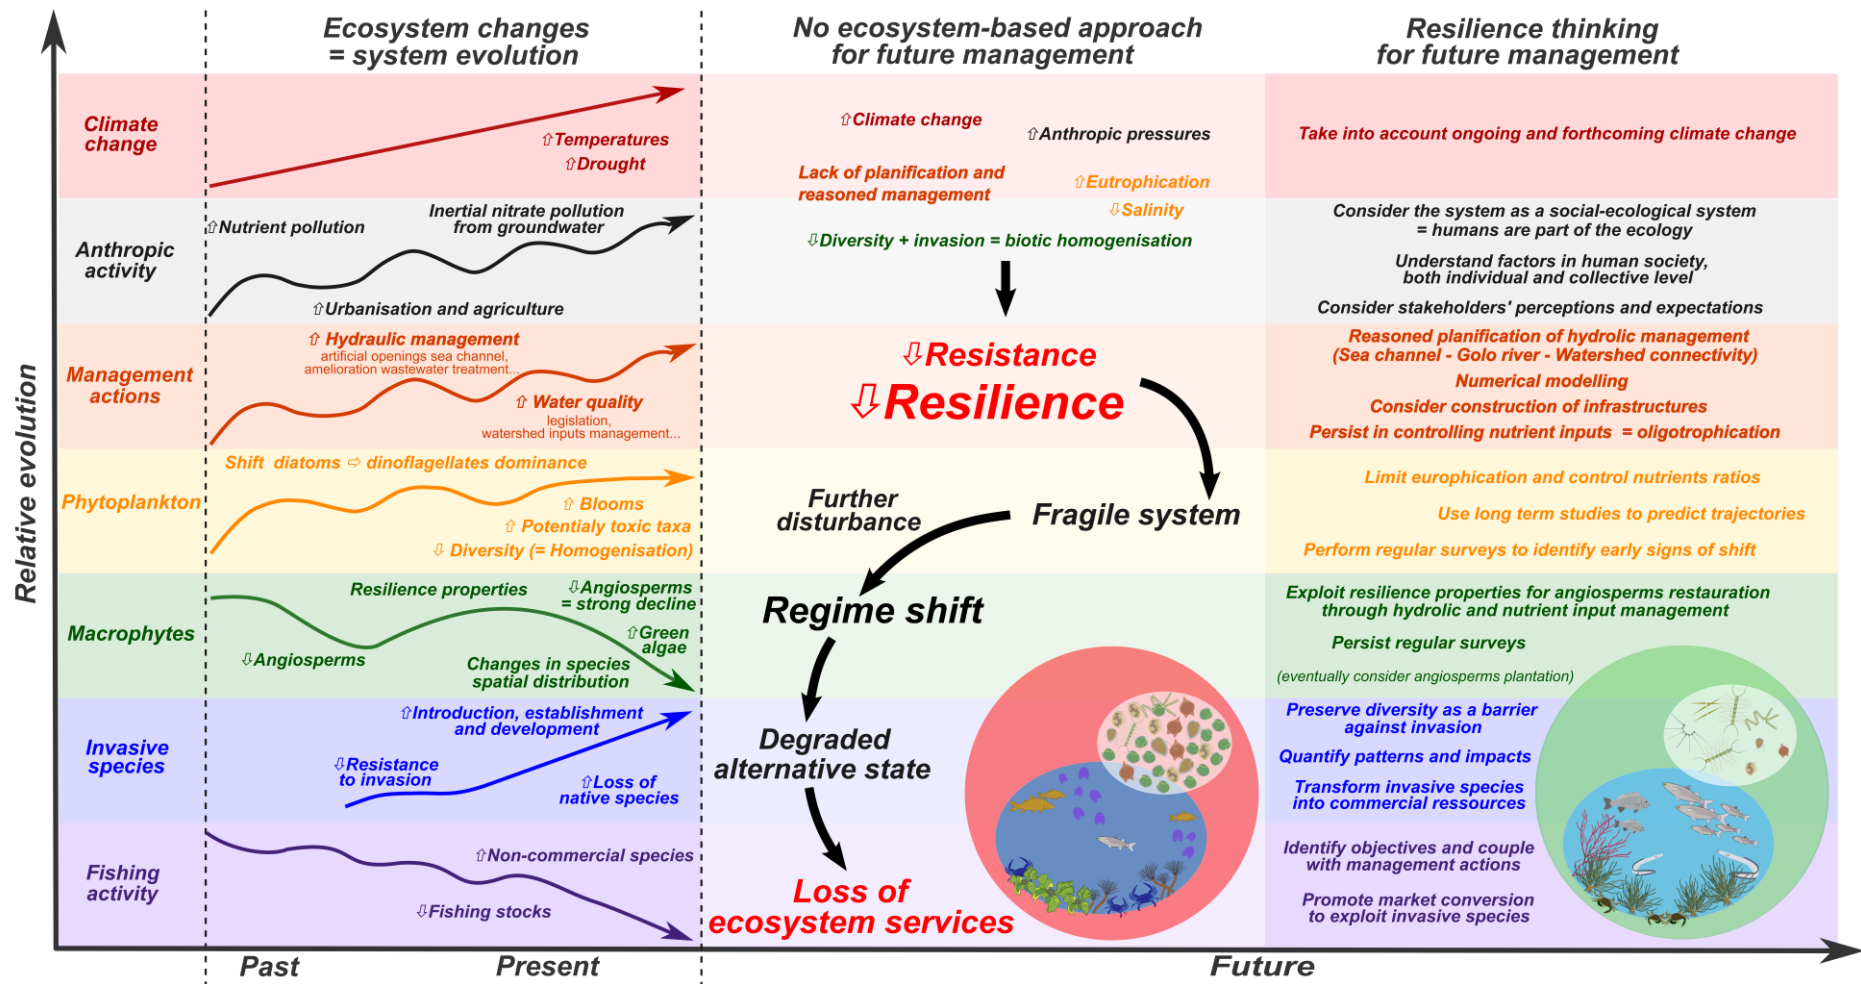 Ecosystem changes
= system evolution
No ecosystem-based approach
for future management
Resilience thinking
for future management
Relative evolution
Climate
change
⇧Temperatures
⇧Drought
Anthropic
activity
⇧Nutrient pollution
Inertial nitrate pollution
from groundwater
⇧Urbanisation and agriculture
Management
actions
⇧ Hydraulic management
artificial openings sea channel,
amelioration wastewater treatment...
⇧ Water quality
legislation,
watershed inputs management...
Phytoplankton
Shift diatoms ⇨ dinoflagellates dominance
⇧ Blooms
⇧ Potentialy toxic taxa
⇩ Diversity (= Homogenisation)
Macrophytes
Resilience properties
⇩Angiosperms
= strong decline
⇧Green
algae
⇩Angiosperms
Changes in species
spatial distribution
Invasive
species
⇧Introduction, establishment
and development
⇩Resistance
to invasion
⇧Loss of
native species
Fishing
activity
⇧Non-commercial species
⇩Fishing stocks
⇧Climate change
⇧Anthropic pressures
Lack of planification and
reasoned management
⇧Eutrophication
⇩Salinity
⇩Diversity + invasion = biotic homogenisation
⇩Resistance
⇩Resilience
Fragile system
Further
disturbance
Regime shift
Degraded
alternative state
Loss of
ecosystem services
Take into account ongoing and forthcoming climate change
Consider the system as a social-ecological system
= humans are part of the ecology
Understand factors in human society,
both individual and collective level
Consider stakeholders' perceptions and expectations
Reasoned planification of hydrolic management
(Sea channel - Golo river - Watershed connectivity)
Numerical modelling
Consider construction of infrastructures
Persist in controlling nutrient inputs = oligotrophication
Limit europhication and control nutrients ratios
Use long term studies to predict trajectories
Perform regular surveys to identify early signs of shift
Exploit resilience properties for angiosperms restauration
through hydrolic and nutrient input management
Persist regular surveys
(eventually consider angiosperms plantation)
Preserve diversity as a barrier
against invasion
Quantify patterns and impacts
Transform invasive species
into commercial ressources
Identify objectives and couple
with management actions
Promote market conversion
to exploit invasive species
Past
Present
Future